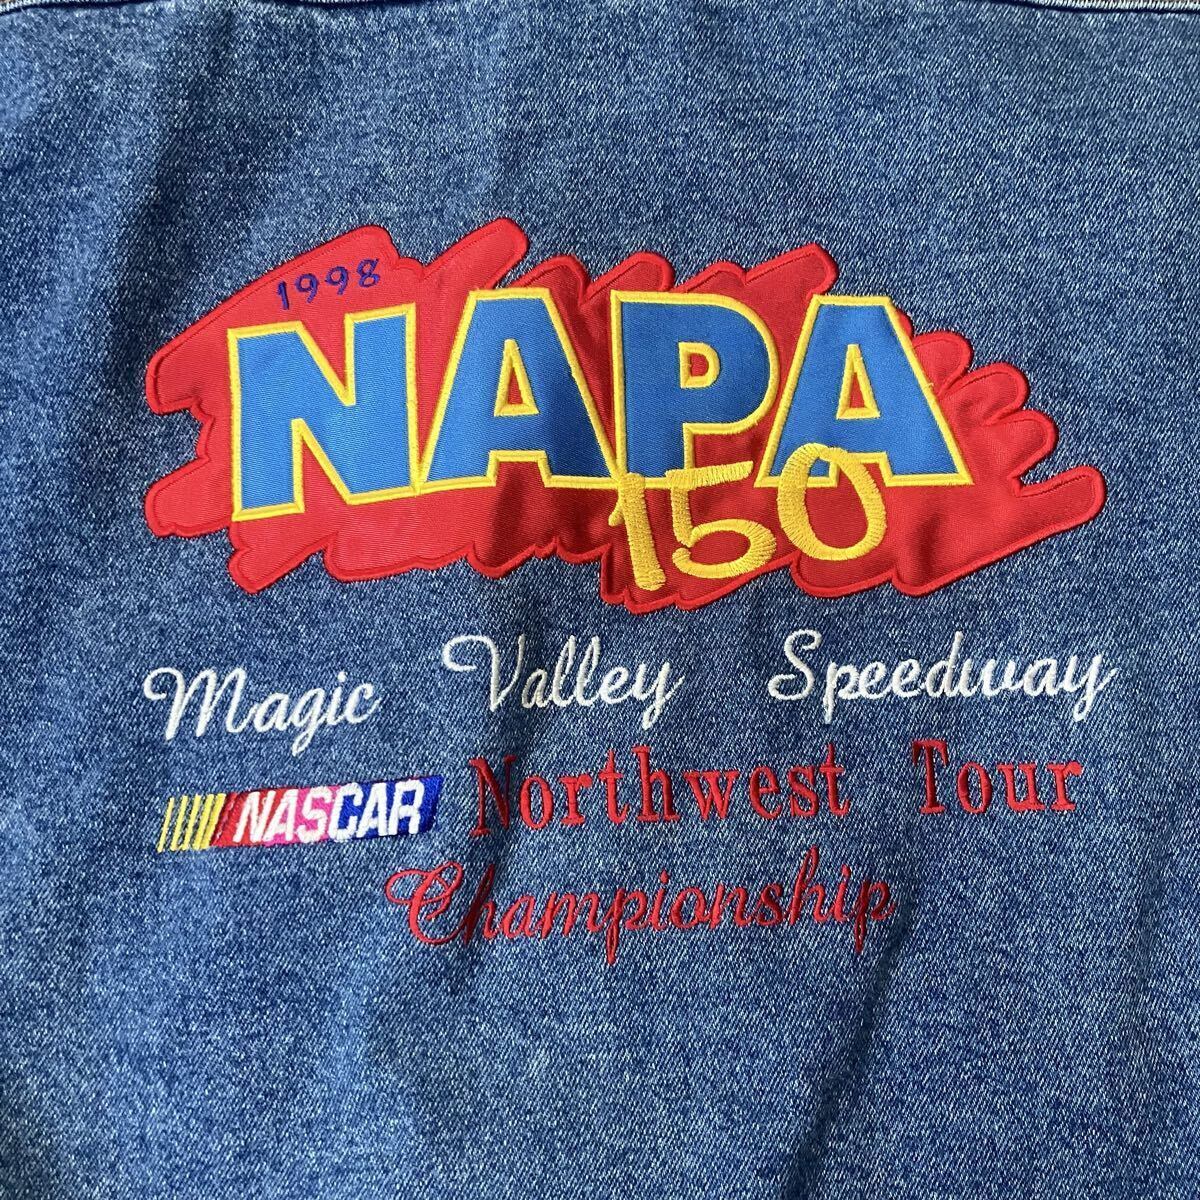 1998
NAPA
150
Magic Valley Speedway
NASCAR Northwest Tour
Championship